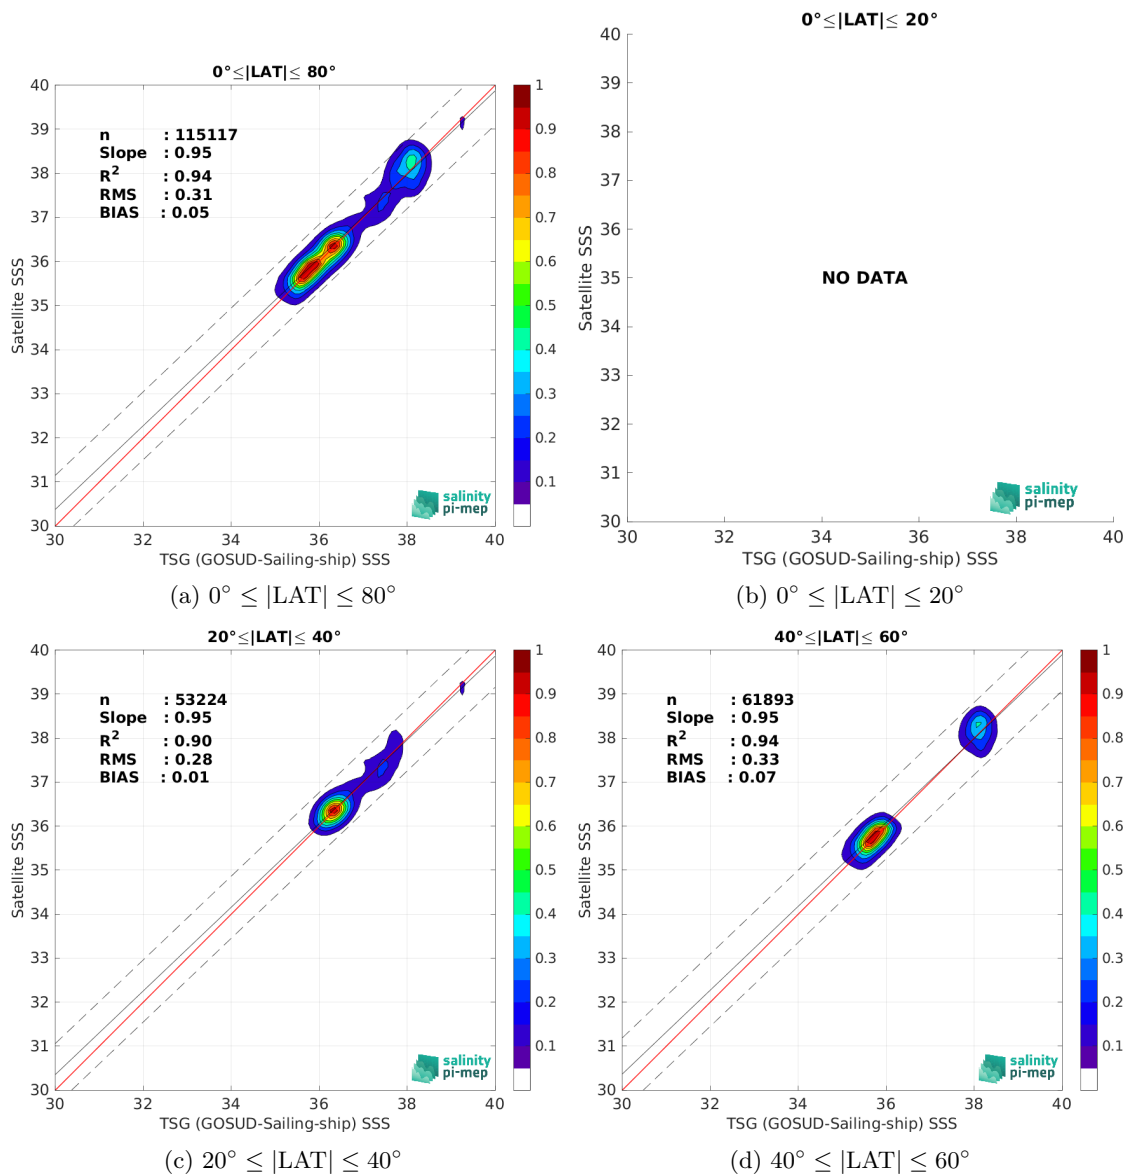 0°≤|LAT|≤ 80°
40
39
38
37
36
35
34
33
32
31
30
Satellite SSS
n : 115117
Slope : 0.95
R² : 0.94
RMS : 0.31
BIAS : 0.05
1
0.9
0.8
0.7
0.6
0.5
0.4
0.3
0.2
0.1
salinity
pi-mep
30 32 34 36 38 40
TSG (GOSUD-Sailing-ship) SSS
(a) 0° ≤ |LAT| ≤ 80°
0°≤|LAT|≤ 20°
40
39
38
37
36
35
34
33
32
31
30
Satellite SSS
NO DATA
salinity
pi-mep
30 32 34 36 38 40
TSG (GOSUD-Sailing-ship) SSS
(b) 0° ≤ |LAT| ≤ 20°
20°≤|LAT|≤ 40°
40
39
38
37
36
35
34
33
32
31
30
Satellite SSS
n : 53224
Slope : 0.95
R² : 0.90
RMS : 0.28
BIAS : 0.01
1
0.9
0.8
0.7
0.6
0.5
0.4
0.3
0.2
0.1
salinity
pi-mep
30 32 34 36 38 40
TSG (GOSUD-Sailing-ship) SSS
(c) 20° ≤ |LAT| ≤ 40°
40°≤|LAT|≤ 60°
40
39
38
37
36
35
34
33
32
31
30
Satellite SSS
n : 61893
Slope : 0.95
R² : 0.94
RMS : 0.33
BIAS : 0.07
1
0.9
0.8
0.7
0.6
0.5
0.4
0.3
0.2
0.1
salinity
pi-mep
30 32 34 36 38 40
TSG (GOSUD-Sailing-ship) SSS
(d) 40° ≤ |LAT| ≤ 60°